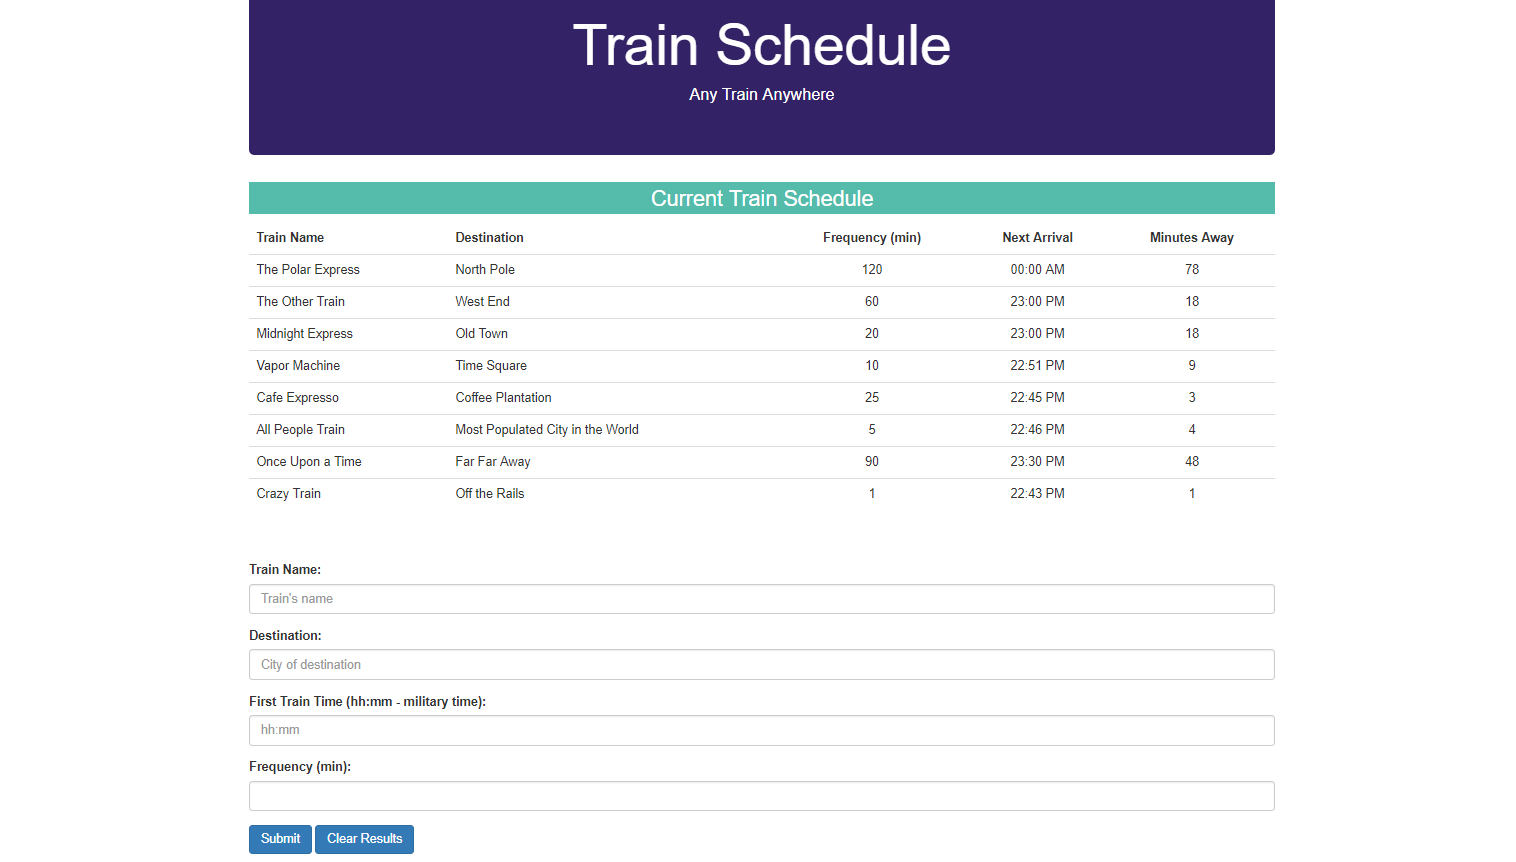 Train Schedule
Any Train Anywhere
Current Train Schedule
Train Name Destination Frequency (min) Next Arrival Minutes Away
The Polar Express North Pole 120 00:00 AM 78
The Other Train West End 60 23:00 PM 18
Midnight Express Old Town 20 23:00 PM 18
Vapor Machine Time Square 10 22:51 PM 9
Cafe Expresso Coffee Plantation 25 22:45 PM 3
All People Train Most Populated City in the World 5 22:46 PM 4
Once Upon a Time Far Far Away 90 23:30 PM 48
Crazy Train Off the Rails 1 22:43 PM 1
Train Name:
Train's name
Destination:
City of destination
First Train Time (hh:mm - military time):
hh:mm
Frequency (min):
Submit Clear Results